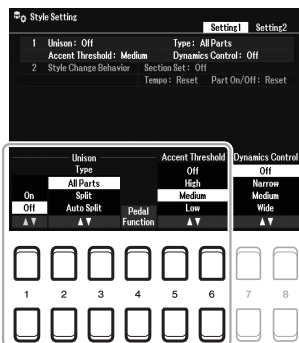 Style Setting
Setting1 Setting2
1 Unison: Off Type: All Parts
Accent Threshold: Medium Dynamics Control: Off
2 Style Change Behavior Section Set: Off
Tempo: Reset Part On/Off: Reset
Unison Accent Threshold Dynamics Control
Type Off Off
All Parts High Narrow
On Split Medium Medium
Off Auto Split Pedal Low Wide
Function
1 2 3 4 5 6 7 8